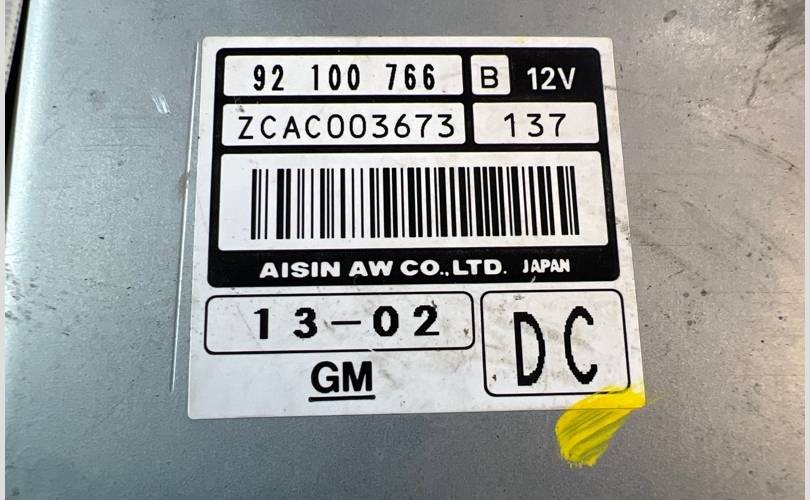 92 100 766 B 12V
ZCAC003673 137
AISIN AW CO.,LTD. JAPAN
13-02 DC
GM